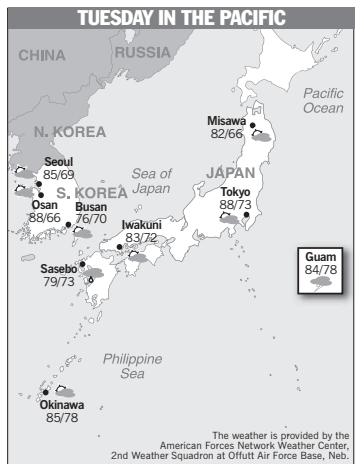 TUESDAY IN THE PACIFIC
CHINA
RUSSIA
Pacific
Ocean
Misawa
82/66
N. KOREA
Seoul
85/69
Sea of
Japan
JAPAN
S. KOREA
Osan
88/66
Busan
76/70
Tokyo
88/73
Iwakuni
83/72
Sasebo
79/73
Guam
84/78
Philippine
Sea
Okinawa
85/78
The weather is provided by the
American Forces Network Weather Center,
2nd Weather Squadron at Offutt Air Force Base, Neb.